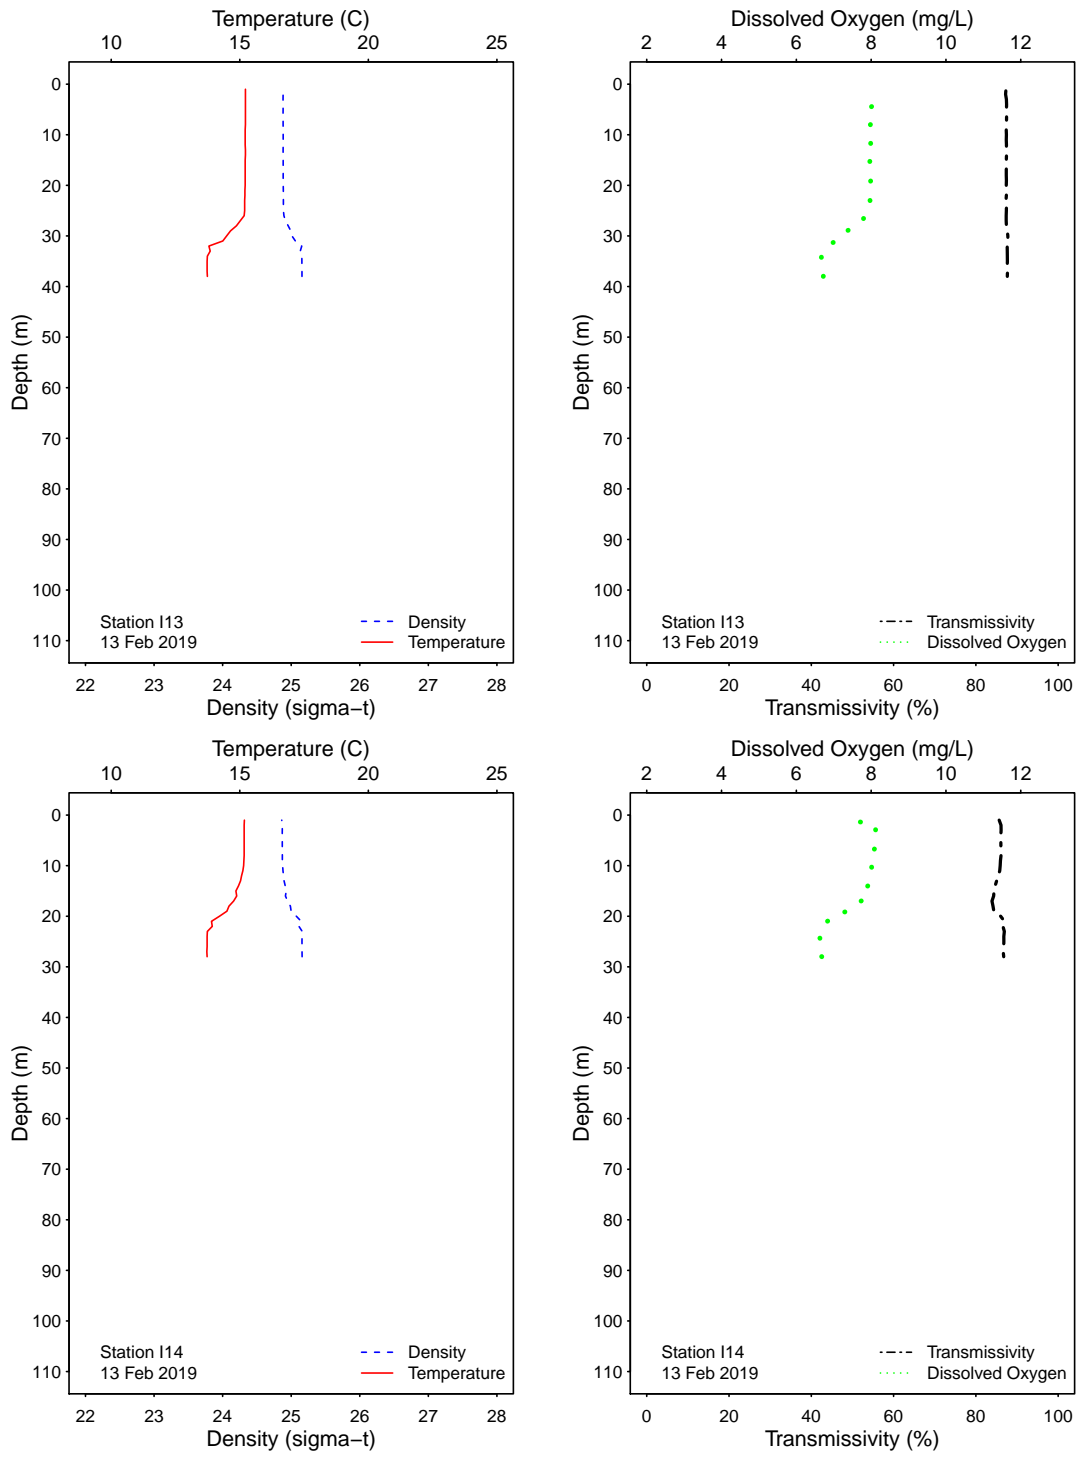 Temperature (C)
10 15 20 25
0
10
20
30
40
50
60
70
80
90
100
110
Depth (m)
Station I13
13 Feb 2019
Density
Temperature
22 23 24 25 26 27 28
Density (sigma−t)
Dissolved Oxygen (mg/L)
2 4 6 8 12
0
10
20
30
40
50
60
70
80
90
100
110
Depth (m)
Station I13
13 Feb 2019
Transmissivity
Dissolved Oxygen
0 20 40 60 80 100
Transmissivity (%)
Temperature (C)
10 15 20 25
0
10
20
30
40
50
60
70
80
90
100
110
Depth (m)
Station I14
13 Feb 2019
Density
Temperature
22 23 24 25 26 27 28
Density (sigma−t)
Dissolved Oxygen (mg/L)
2 4 6 8 12
0
10
20
30
40
50
60
70
80
90
100
110
Depth (m)
Station I14
13 Feb 2019
Transmissivity
Dissolved Oxygen
0 20 40 60 80 100
Transmissivity (%)